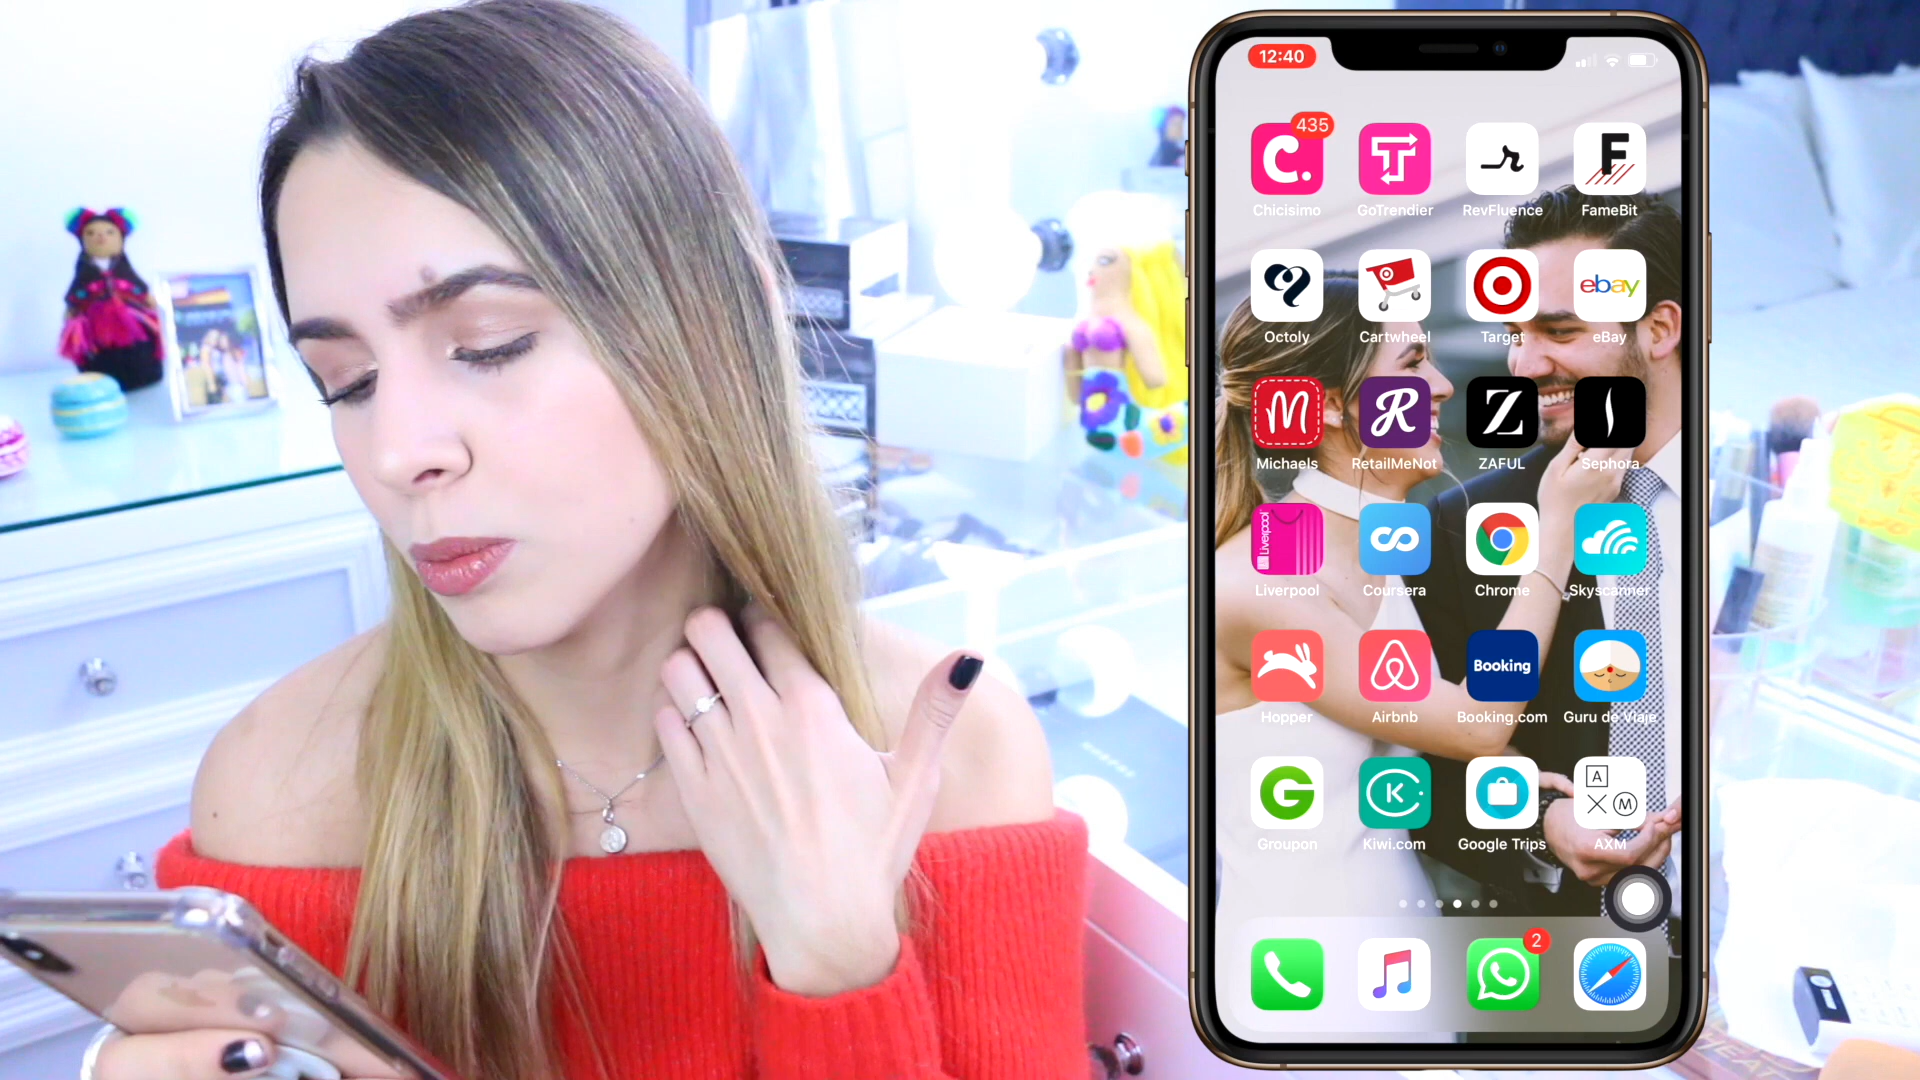 12:40
435
C.
T
F
Chicisimo
GoTrendier
RevFluence
FameBit
ebay
Octoly
Cartwheel
Target
eBay
M
R
Z
Michaels
RetailMeNot
ZAFUL
Sephora
Liverpool
Liverpool
Coursera
Chrome
Skyscanner
Booking
Hopper
Airbnb
Booking.com
Guru de Viaje
G
K
A
M
Groupon
Kiwi.com
Google Trips
AXM
2